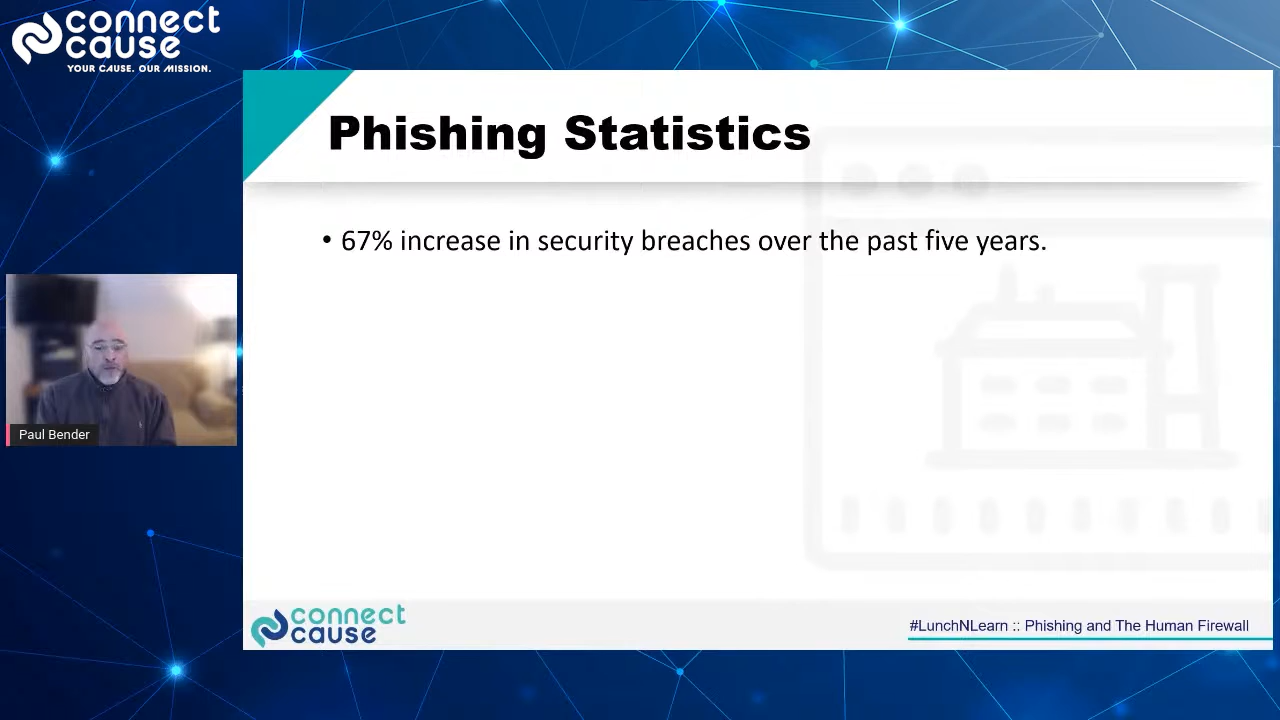 connect
cause
YOUR CAUSE. OUR MISSION.
Phishing Statistics
• 67% increase in security breaches over the past five years.
Paul Bender
connect
cause
#LunchNLearn :: Phishing and The Human Firewall